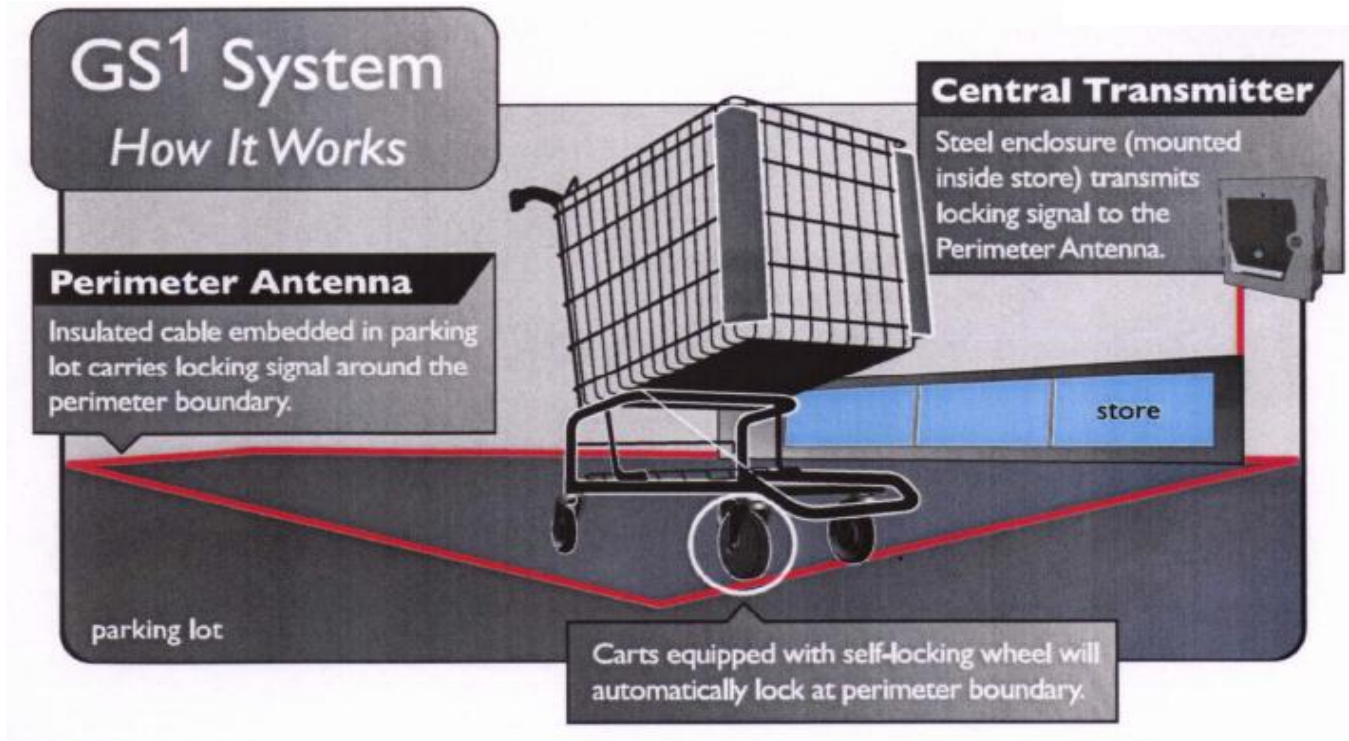 GS¹ System
How It Works
Central Transmitter
Steel enclosure (mounted
inside store) transmits
locking signal to the
Perimeter Antenna.
Perimeter Antenna
Insulated cable embedded in parking
lot carries locking signal around the
perimeter boundary.
store
parking lot
Carts equipped with self-locking wheel will
automatically lock at perimeter boundary.